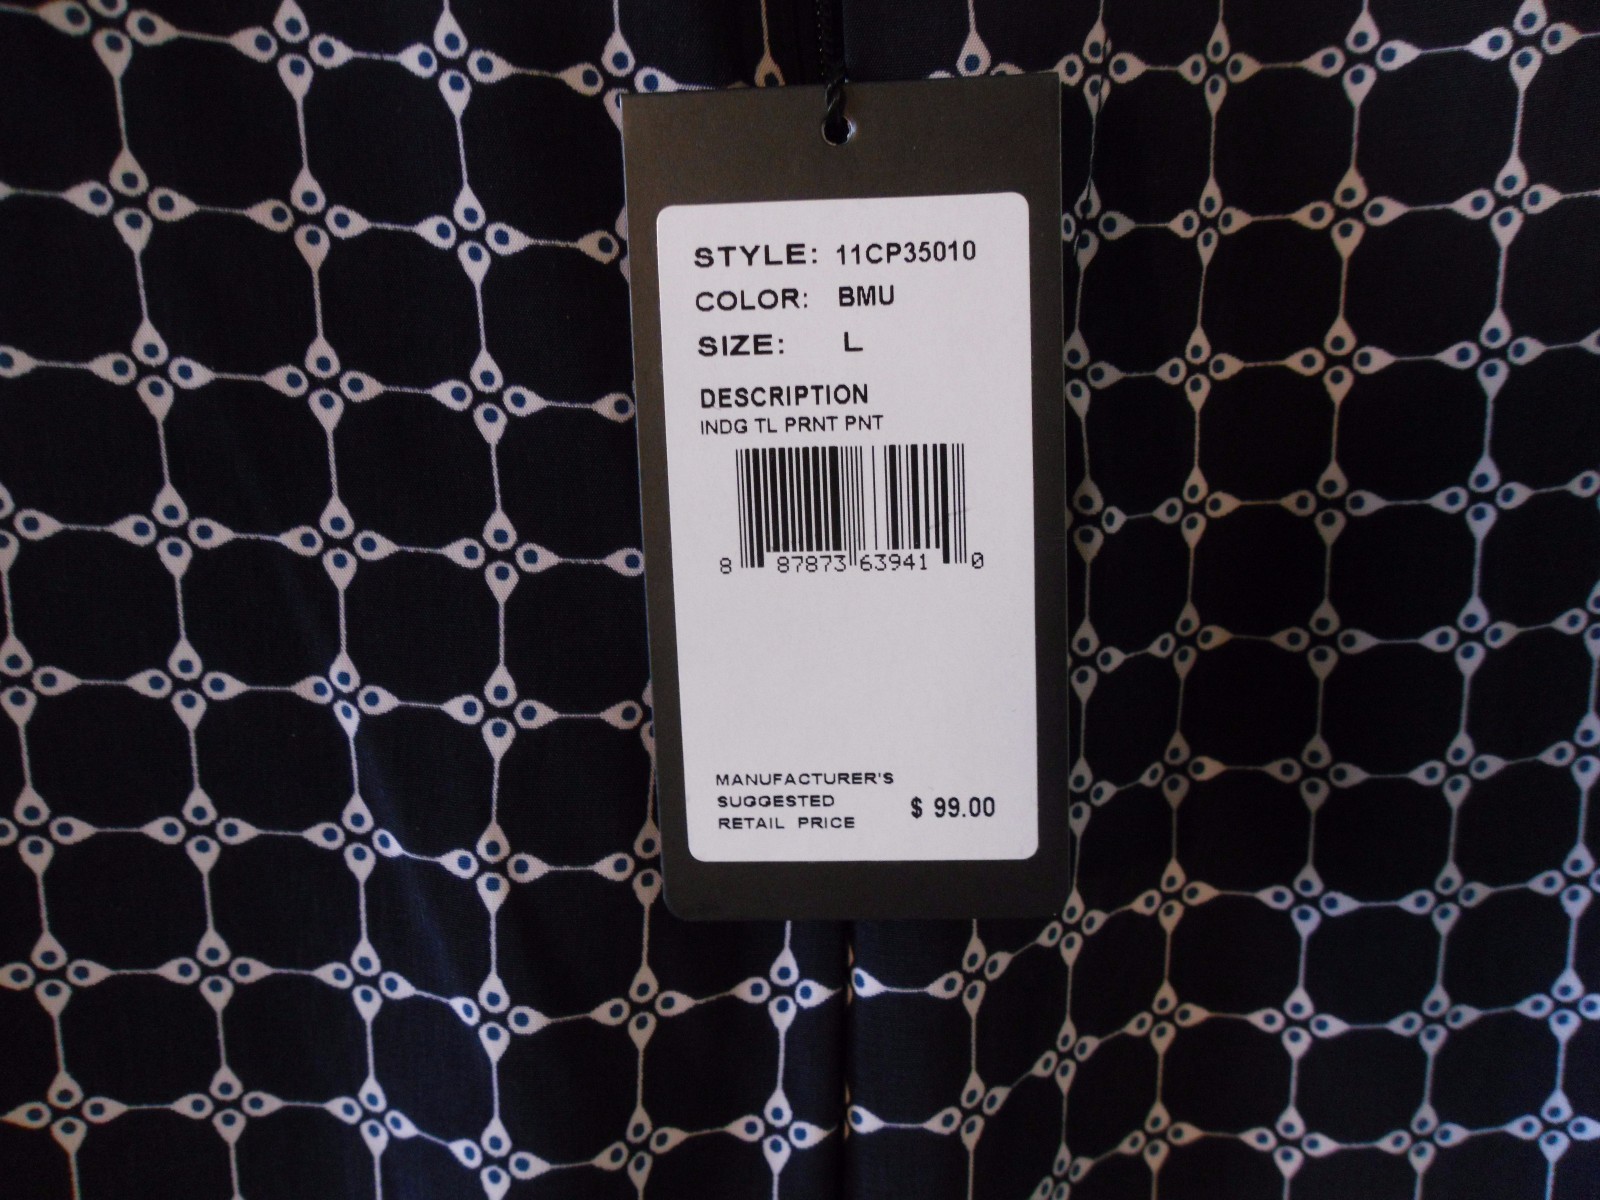 STYLE: 11CP35010
COLOR: BMU
SIZE: L
DESCRIPTION
INDG TL PRNT PNT
8 87873 63941 0
MANUFACTURER'S
SUGGESTED
RETAIL PRICE $ 99.00